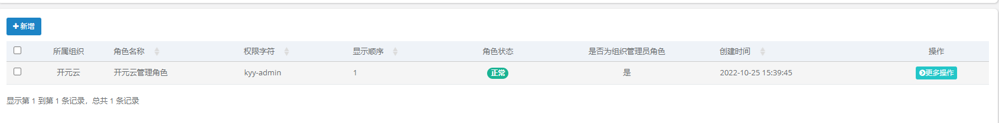 新增
所属组织 角色名称 权限字符 显示顺序 角色状态 是否为组织管理员角色 创建时间 操作
开元云 开元云管理角色 kyy-admin 1 正常 是 2022-10-25 15:39:45 更多操作
显示第 1 到第 1 条记录，总共 1 条记录